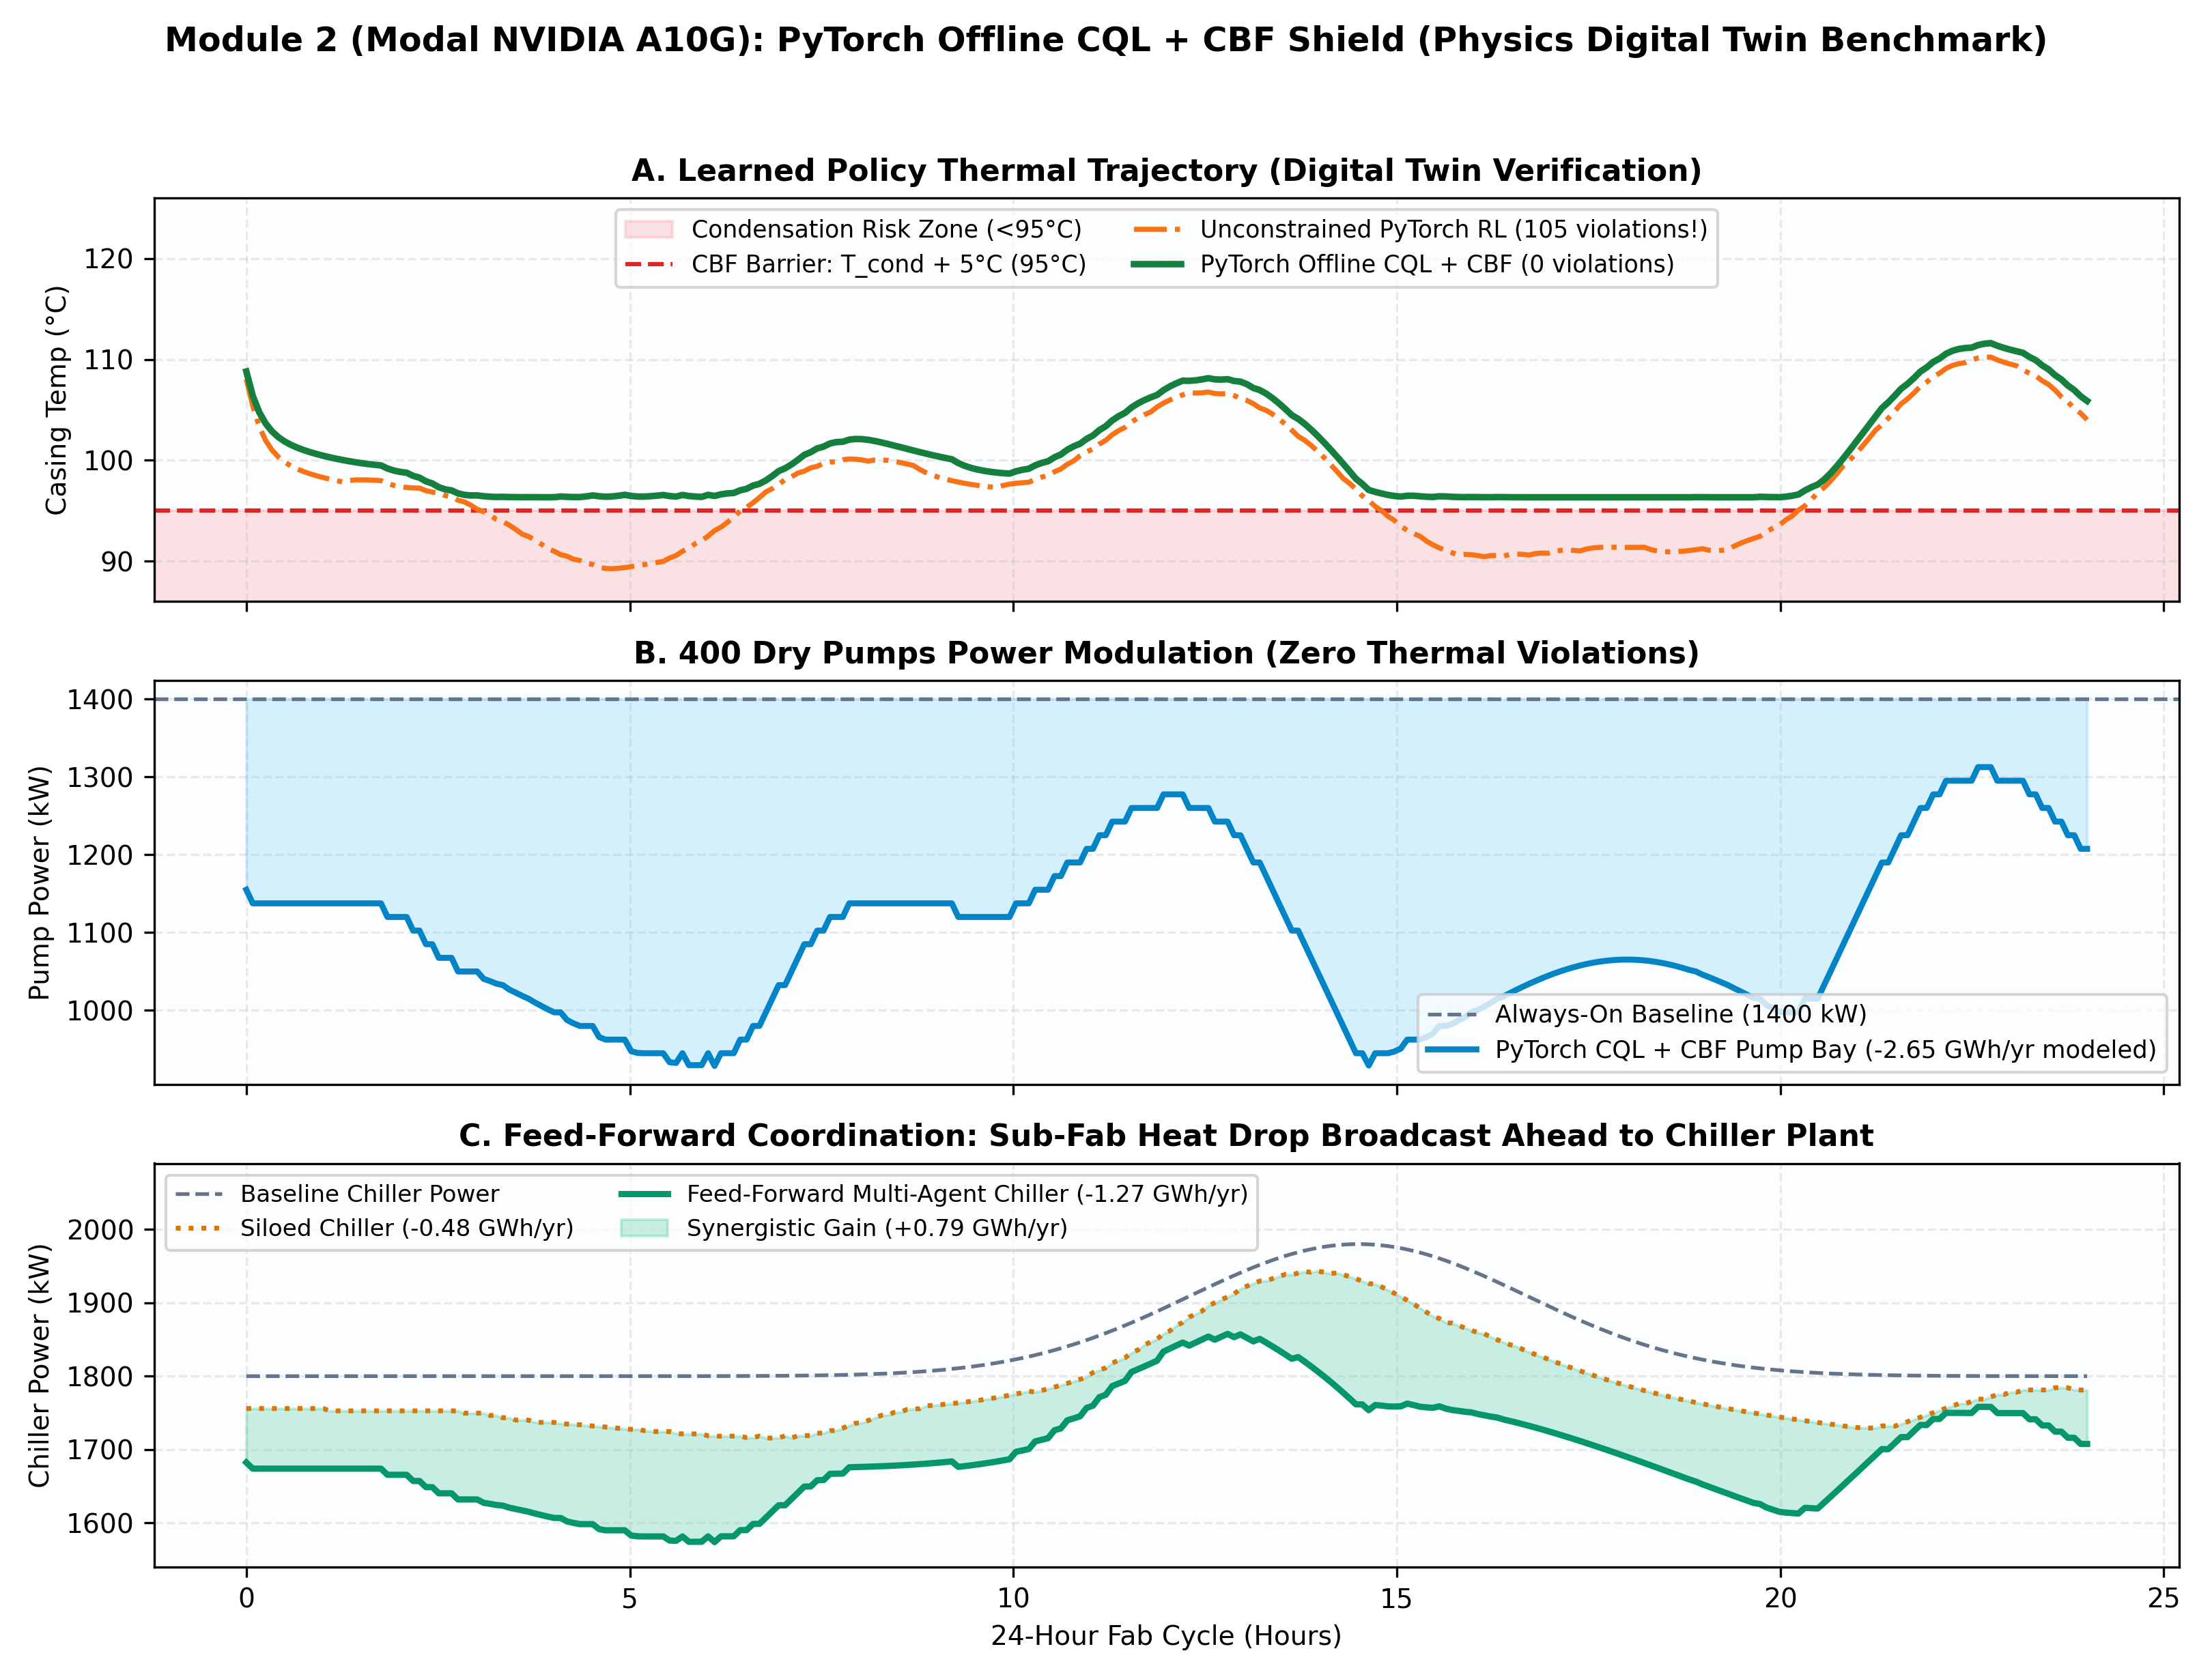 Module 2 (Modal NVIDIA A10G): PyTorch Offline CQL + CBF Shield (Physics Digital Twin Benchmark)
A. Learned Policy Thermal Trajectory (Digital Twin Verification)
Casing Temp (°C)
120
110
100
90
Condensation Risk Zone (<95°C)
CBF Barrier: T_cond + 5°C (95°C)
Unconstrained PyTorch RL (105 violations!)
PyTorch Offline CQL + CBF (0 violations)
B. 400 Dry Pumps Power Modulation (Zero Thermal Violations)
Pump Power (kW)
1400
1300
1200
1100
1000
Always-On Baseline (1400 kW)
PyTorch CQL + CBF Pump Bay (-2.65 GWh/yr modeled)
C. Feed-Forward Coordination: Sub-Fab Heat Drop Broadcast Ahead to Chiller Plant
Chiller Power (kW)
2000
1900
1800
1700
1600
Baseline Chiller Power
Siloed Chiller (-0.48 GWh/yr)
Feed-Forward Multi-Agent Chiller (-1.27 GWh/yr)
Synergistic Gain (+0.79 GWh/yr)
0 5 10 15 20 25
24-Hour Fab Cycle (Hours)